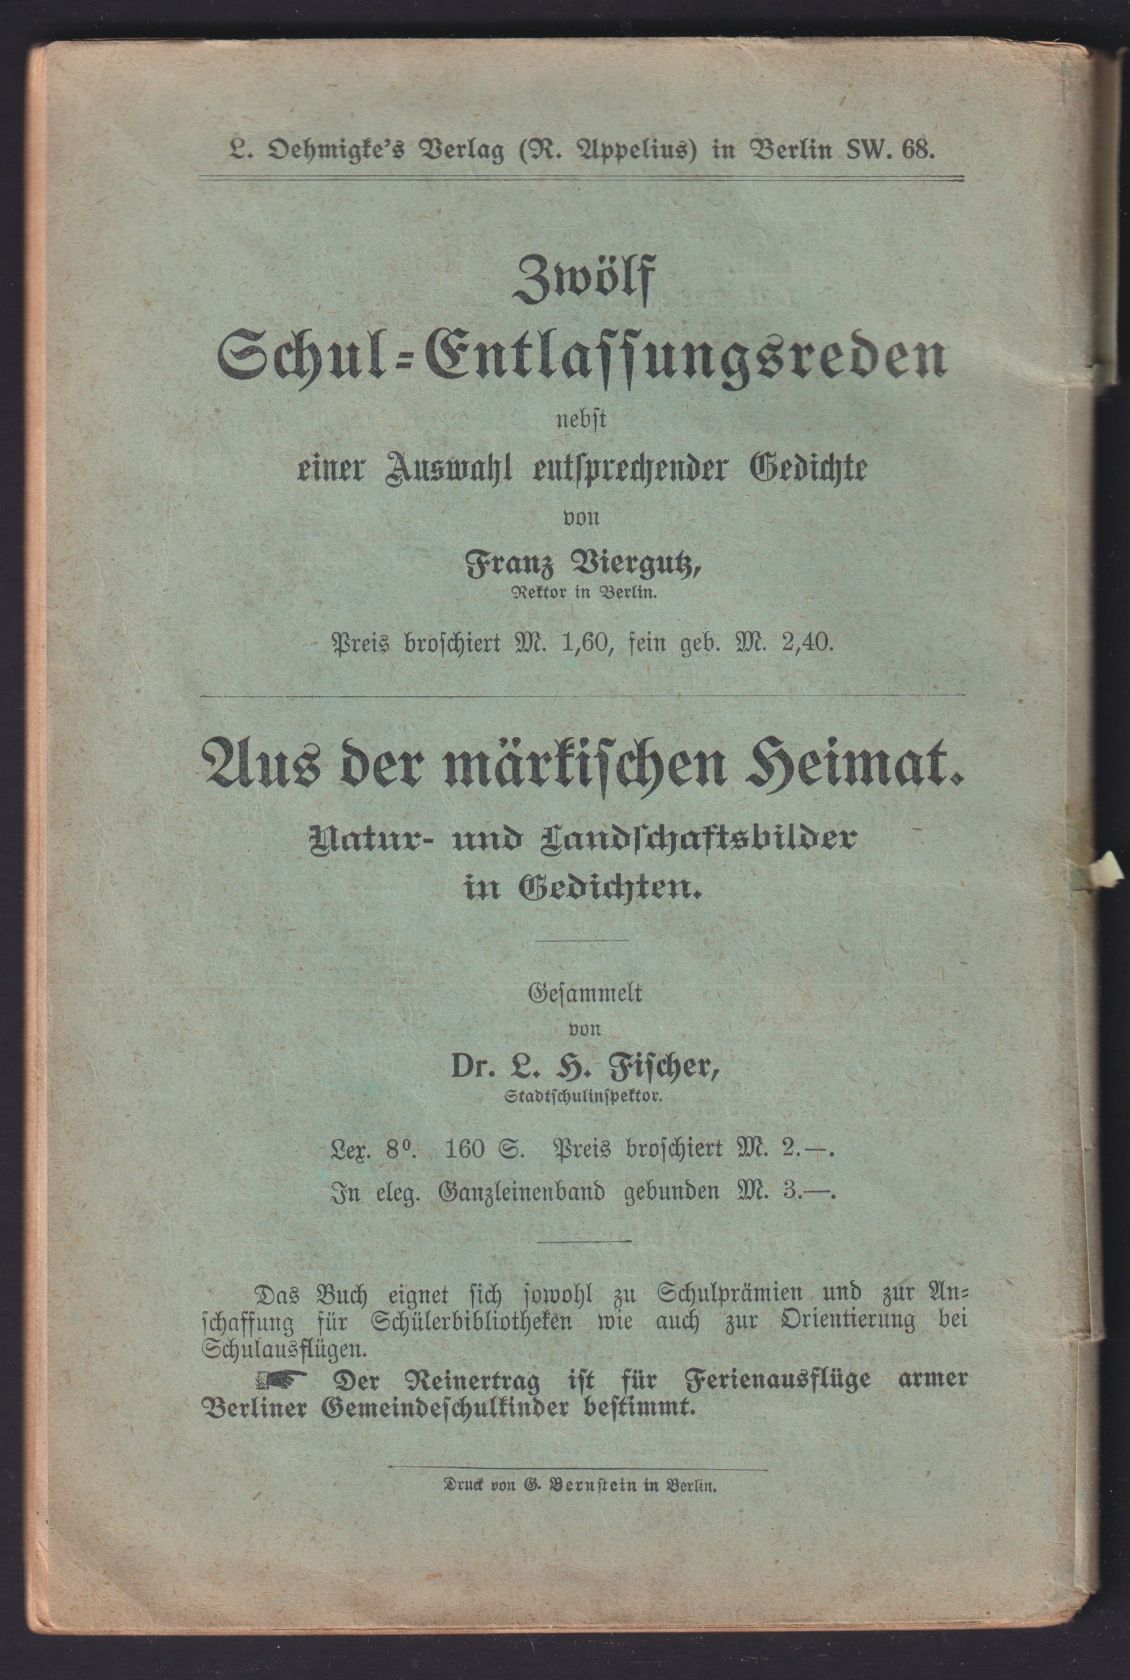 L. Oehmigke's Verlag (R. Appelius) in Berlin SW. 68.
Zwölf
Schul-Entlassungsreden
nebst
einer Auswahl entsprechender Gedichte
von
Franz Viergutz,
Rektor in Berlin.
Preis broschiert M. 1,60, fein geb. M. 2,40.
Aus der märkischen Heimat.
Natur- und Landschaftsbilder
in Gedichten.
Gesammelt
von
Dr. L. H. Fischer,
Stadtschulinspektor.
Lex. 8º. 160 S. Preis broschiert M. 2.—.
In eleg. Ganzleinenband gebunden M. 3.—.
Das Buch eignet sich sowohl zu Schulprämien und zur An-
schaffung für Schülerbibliotheken wie auch zur Orientierung bei
Schulausflügen.
☛ Der Reinertrag ist für Ferienausflüge armer
Berliner Gemeindeschulkinder bestimmt.
Druck von G. Bernstein in Berlin.